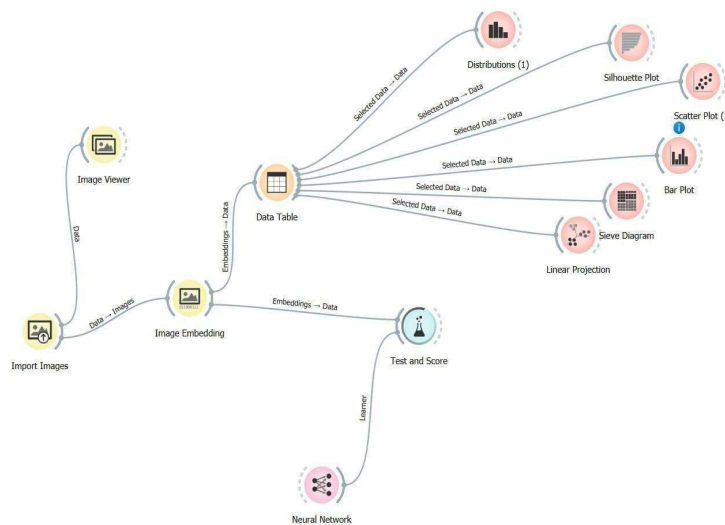 Distributions (1)
Silhouette Plot
Scatter Plot (
Bar Plot
Sieve Diagram
Linear Projection
Selected Data → Data
Selected Data → Data
Selected Data → Data
Selected Data → Data
Selected Data → Data
Selected Data → Data
Image Viewer
Data Table
Data
Embeddings → Data
Data → Images
Embeddings → Data
Import Images
Image Embedding
Test and Score
Learner
Neural Network